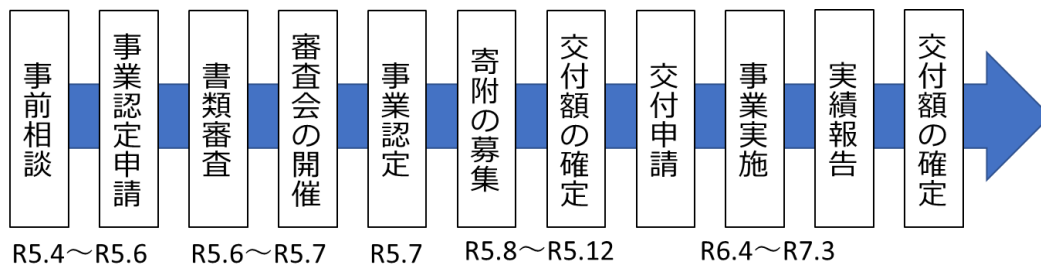 事前相談
事業認定申請
書類審査
審査会の開催
事業認定
寄附の募集
交付額の確定
交付申請
事業実施
実績報告
交付額の確定
R5.4～R5.6
R5.6～R5.7
R5.7
R5.8～R5.12
R6.4～R7.3